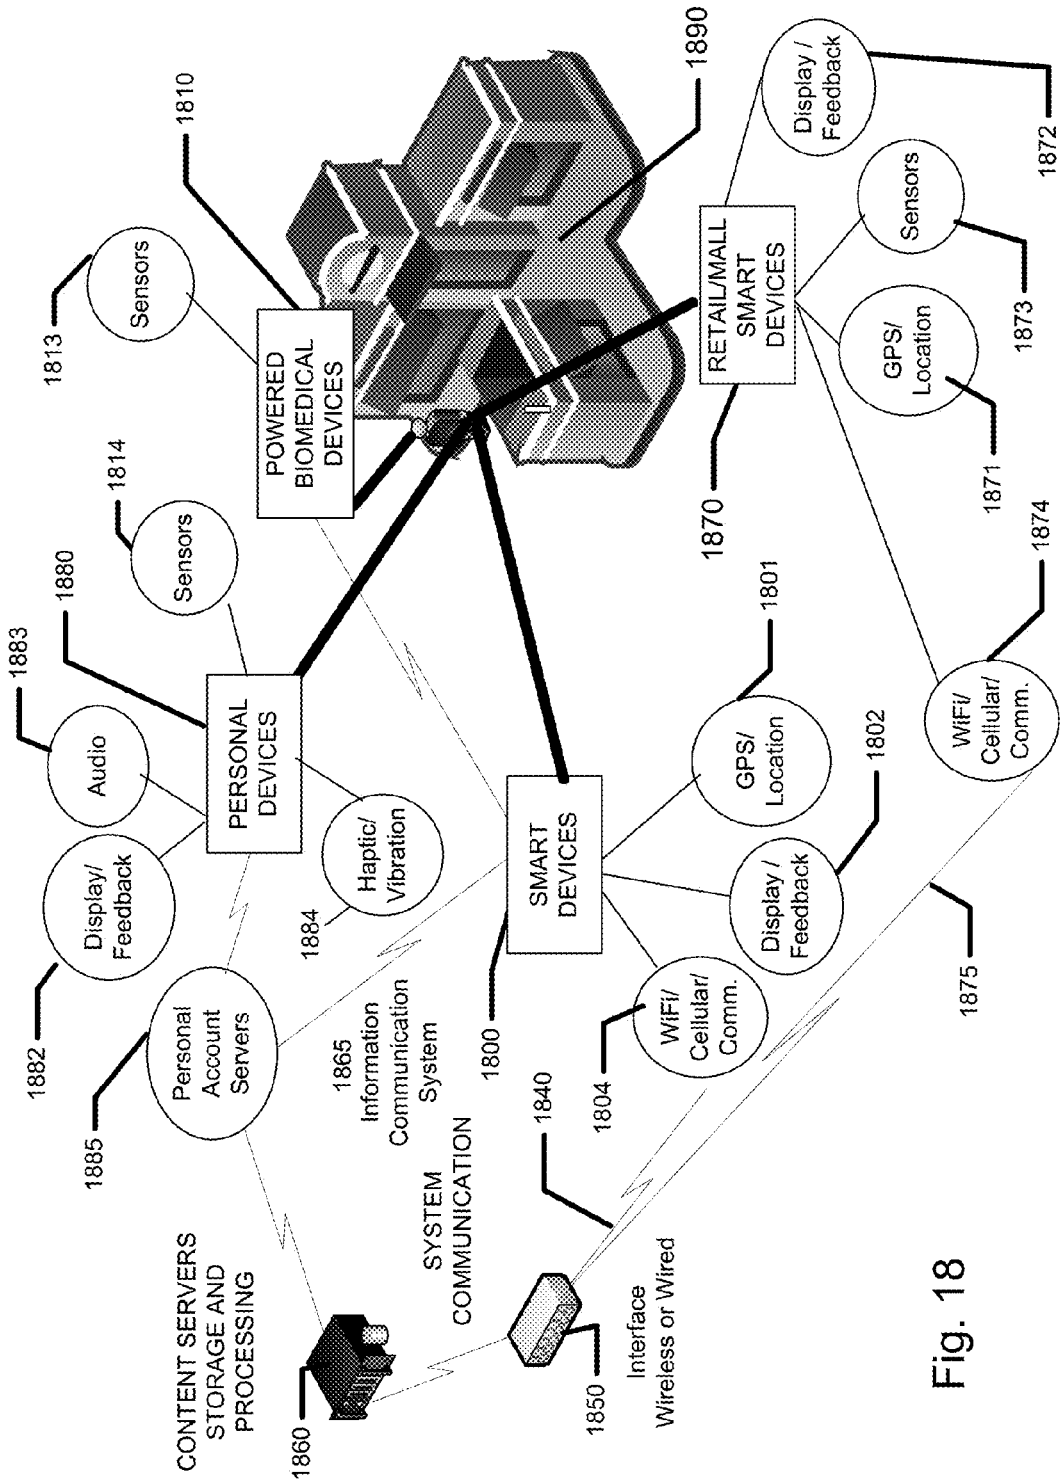 CONTENT SERVERS
STORAGE AND
PROCESSING
1860
1885
Personal
Account
Servers
1882
Display/
Feedback
1883
Audio
1880
PERSONAL
DEVICES
1814
Sensors
1813
Sensors
1810
POWERED
BIOMEDICAL
DEVICES
1884
Haptic/
Vibration
1865
Information
Communication
System
SYSTEM
COMMUNICATION
1800
SMART
DEVICES
1890
1850
Interface
Wireless or Wired
1840
1804
WiFi/
Cellular/
Comm.
Display /
Feedback
1802
GPS/
Location
1801
1870
RETAIL/MALL
SMART
DEVICES
Display /
Feedback
1872
Sensors
1873
GPS/
Location
1871
WiFi/
Cellular/
Comm.
1874
1875
Fig. 18